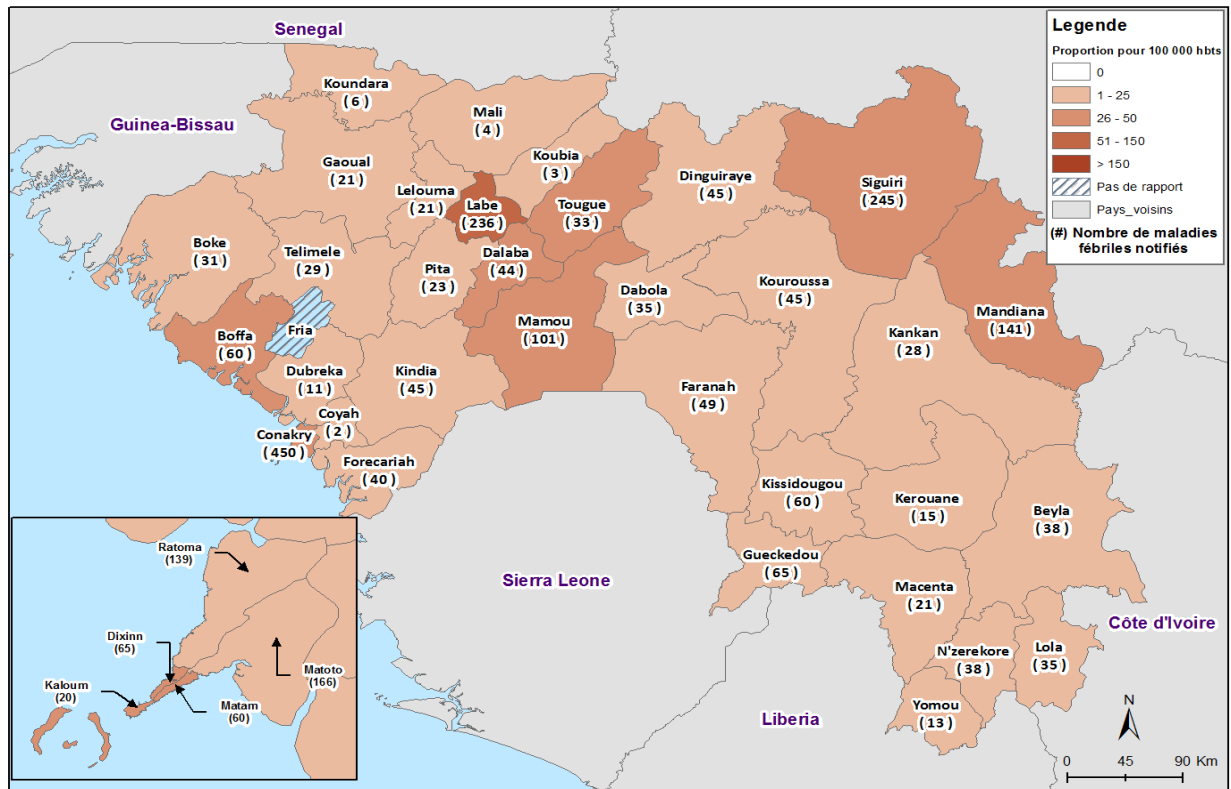 Senegal
Legende
Proportion pour 100 000 hbts
0
1 - 25
26 - 50
51 - 150
> 150
Pas de rapport
Pays_voisins
(#) Nombre de maladies
fébriles notifiés
Koundara
( 6 )
Mali
( 4 )
Guinea-Bissau
Koubia
( 3 )
Gaoual
( 21 )
Dinguiraye
( 45 )
Siguiri
( 245 )
Lelouma
( 21 )
Labe
( 236 )
Tougue
( 33 )
Boke
( 31 )
Telimele
( 29 )
Dalaba
( 44 )
Pita
( 23 )
Dabola
( 35 )
Kouroussa
( 45 )
Mandiana
( 141 )
Fria
Boffa
( 60 )
Mamou
( 101 )
Kankan
( 28 )
Dubreka
( 11 )
Kindia
( 45 )
Faranah
( 49 )
Coyah
( 2 )
Conakry
( 450 )
Forecariah
( 40 )
Kissidougou
( 60 )
Kerouane
( 15 )
Beyla
( 38 )
Gueckedou
( 65 )
Sierra Leone
Macenta
( 21 )
Côte d'Ivoire
N'zerekore
( 38 )
Lola
( 35 )
Yomou
( 13 )
Liberia
Ratoma
(139)
Dixinn
(65)
Kaloum
(20)
Matoto
(166)
Matam
(60)
N
0 45 90 Km